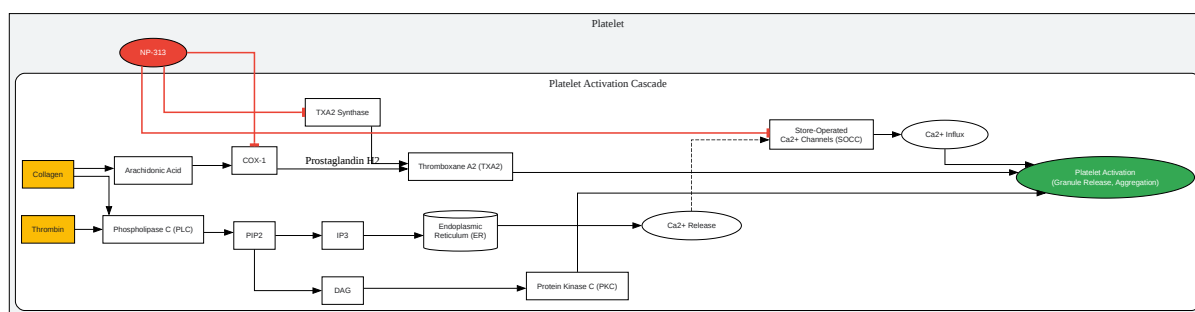 Platelet
NP-313
Platelet Activation Cascade
TXA2 Synthase
Store-Operated
Ca2+ Channels (SOCC)
Ca2+ Influx
COX-1
Prostaglandin H2
Thromboxane A2 (TXA2)
Collagen
Arachidonic Acid
Platelet Activation
(Granule Release, Aggregation)
Thrombin
Phospholipase C (PLC)
PIP2
IP3
Endoplasmic
Reticulum (ER)
Ca2+ Release
DAG
Protein Kinase C (PKC)